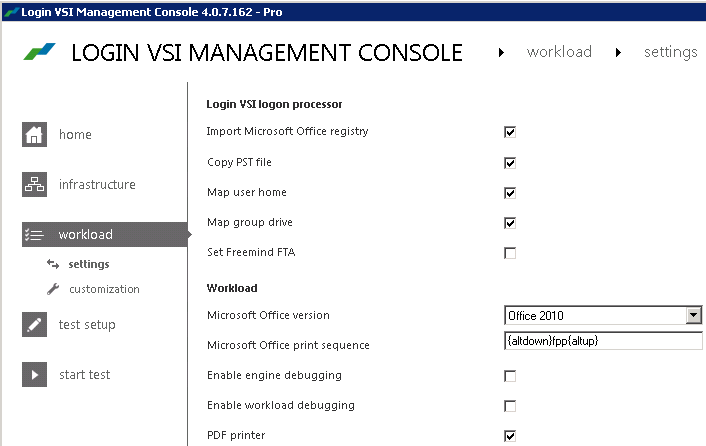 Login VSI Management Console 4.0.7.162 - Pro
LOGIN VSI MANAGEMENT CONSOLE workload settings
home
infrastructure
workload
settings
customization
test setup
start test
Login VSI logon processor
Import Microsoft Office registry
Copy PST file
Map user home
Map group drive
Set Freemind FTA
Workload
Microsoft Office version Office 2010
Microsoft Office print sequence {altdown}fpp{altup}
Enable engine debugging
Enable workload debugging
PDF printer